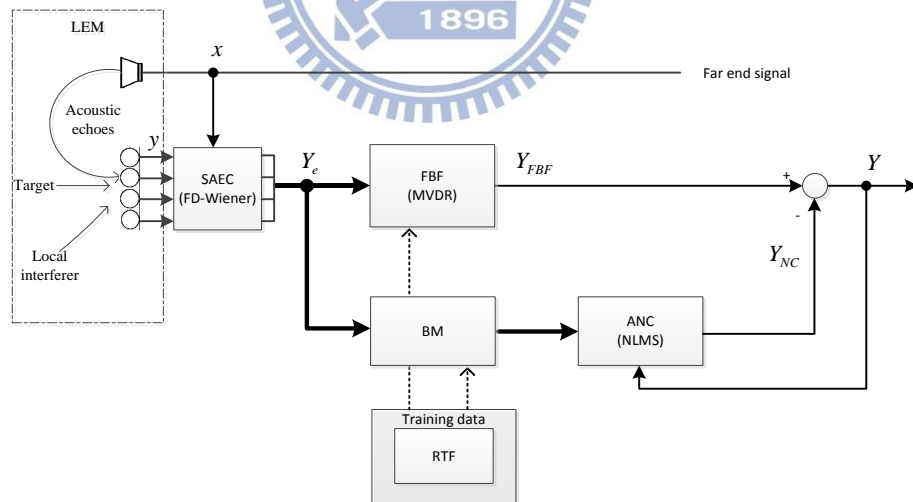 1896
LEM
x
Far end signal
Acoustic
echoes
y
Target
Local
interferer
SAEC
(FD-Wiener)
Y_e
FBF
(MVDR)
Y_FBF
+
-
Y
Y_NC
BM
ANC
(NLMS)
Training data
RTF